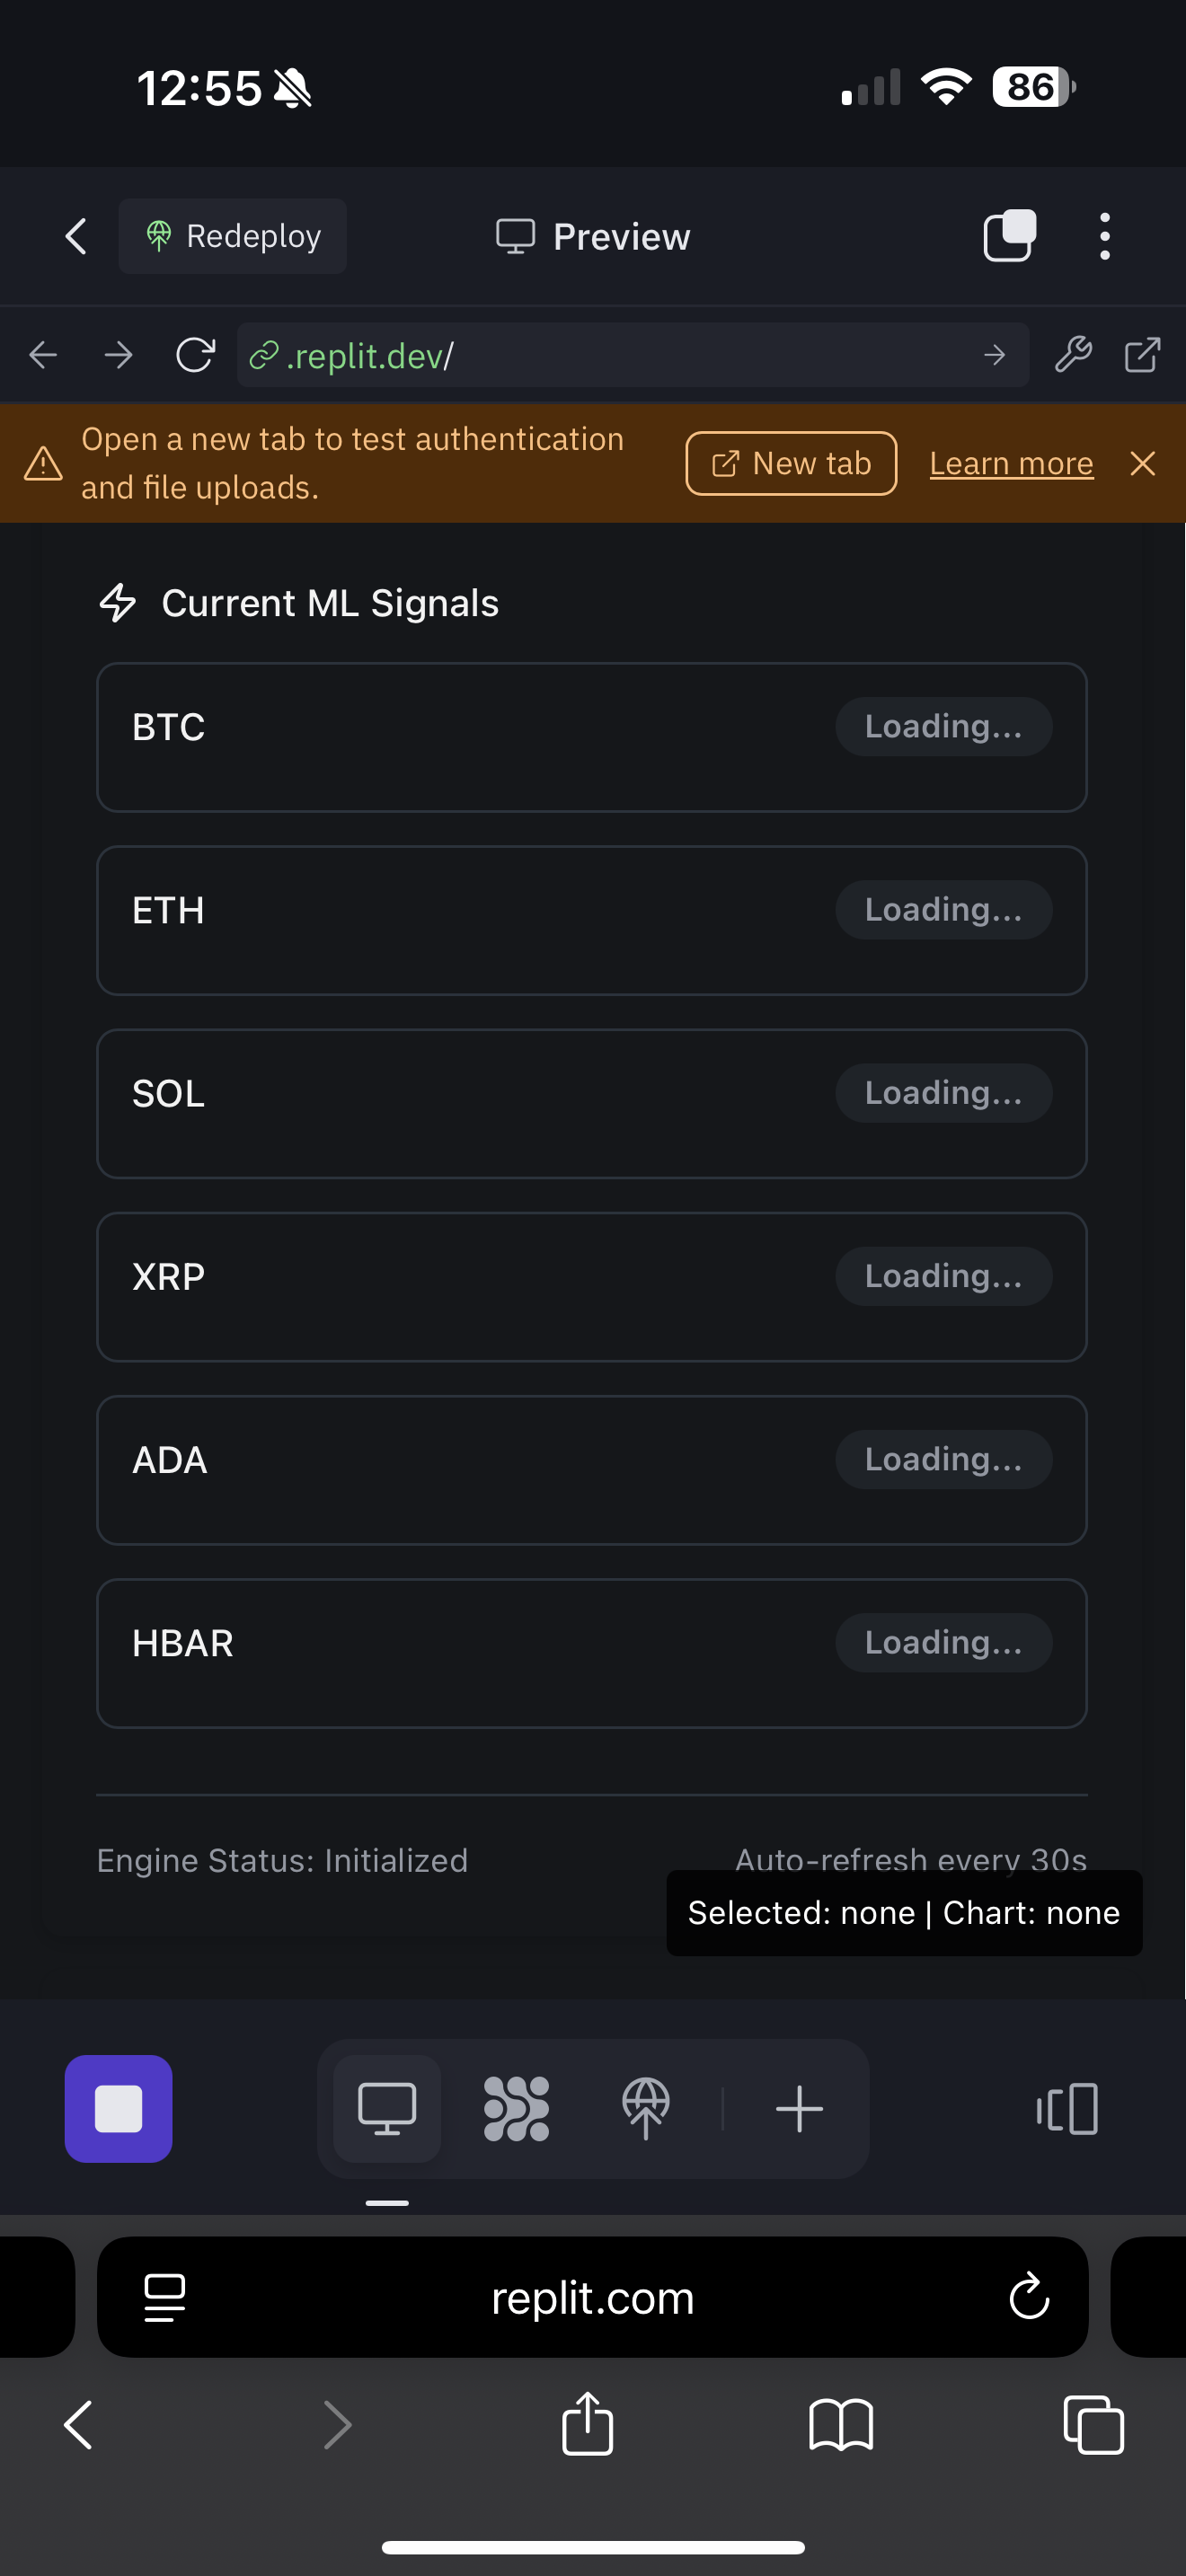 12:55
86
Redeploy
Preview
.replit.dev/
Open a new tab to test authentication
and file uploads.
New tab
Learn more
Current ML Signals
BTC
Loading...
ETH
Loading...
SOL
Loading...
XRP
Loading...
ADA
Loading...
HBAR
Loading...
Engine Status: Initialized
Auto-refresh every 30s
Selected: none | Chart: none
replit.com